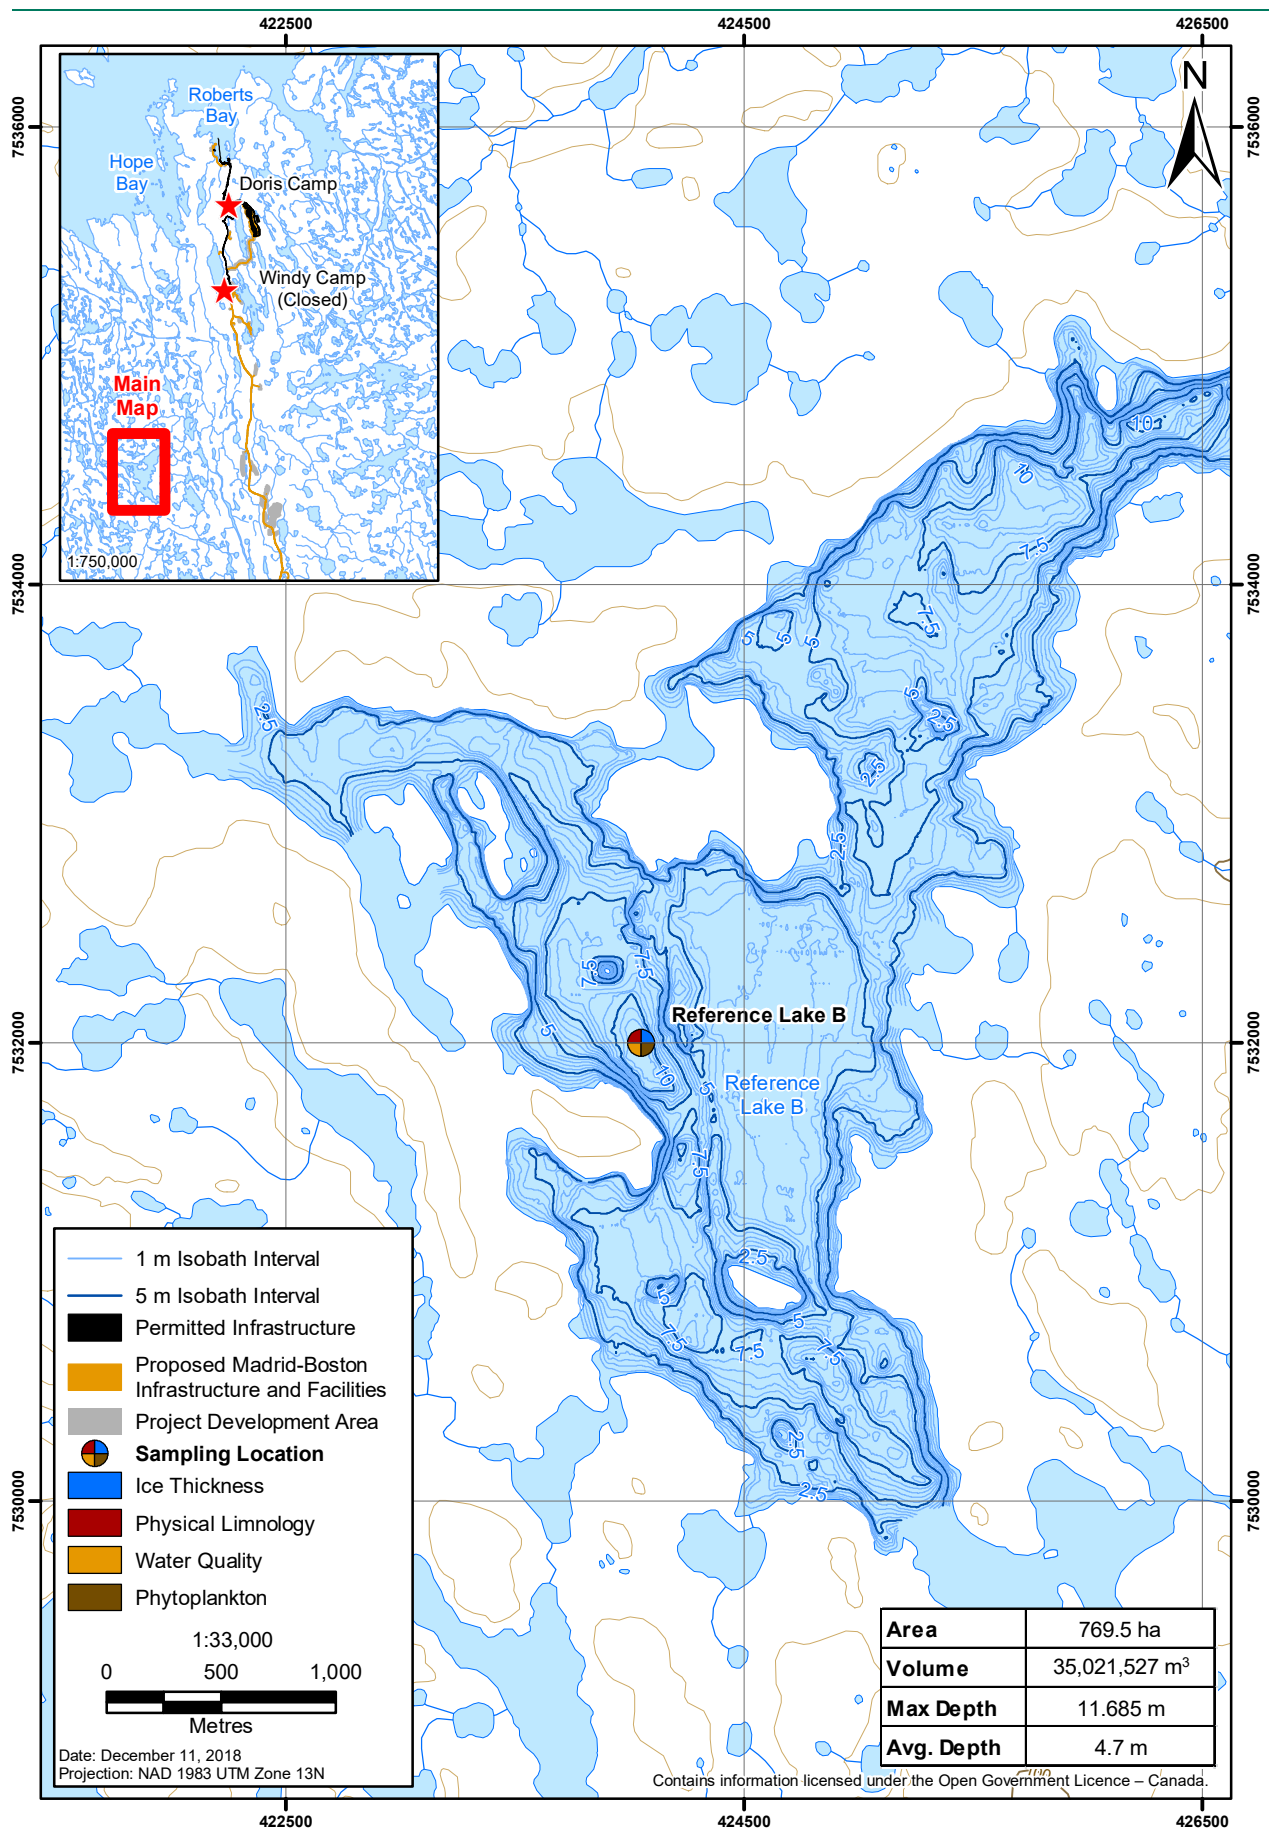 422500
424500
426500
7536000
7536000
N
Roberts
Bay
Hope
Bay
Doris Camp
Windy Camp
(Closed)
Main
Map
1:750,000
10
10
7.5
7534000
7534000
7.5
5
5
5
5
2.5
2.5
2.5
2.5
7.5
7.5
Reference Lake B
5
7532000
7532000
10
5
Reference
Lake B
7.5
2.5
5
5
7.5
7.5
7.5
2.5
2.5
7530000
7530000
1 m Isobath Interval
5 m Isobath Interval
Permitted Infrastructure
Proposed Madrid-Boston
Infrastructure and Facilities
Project Development Area
Sampling Location
Ice Thickness
Physical Limnology
Water Quality
Phytoplankton
1:33,000
0 500 1,000
Metres
Date: December 11, 2018
Projection: NAD 1983 UTM Zone 13N
Area 769.5 ha
Volume 35,021,527 m³
Max Depth 11.685 m
Avg. Depth 4.7 m
Contains information licensed under the Open Government Licence – Canada.
422500
424500
426500